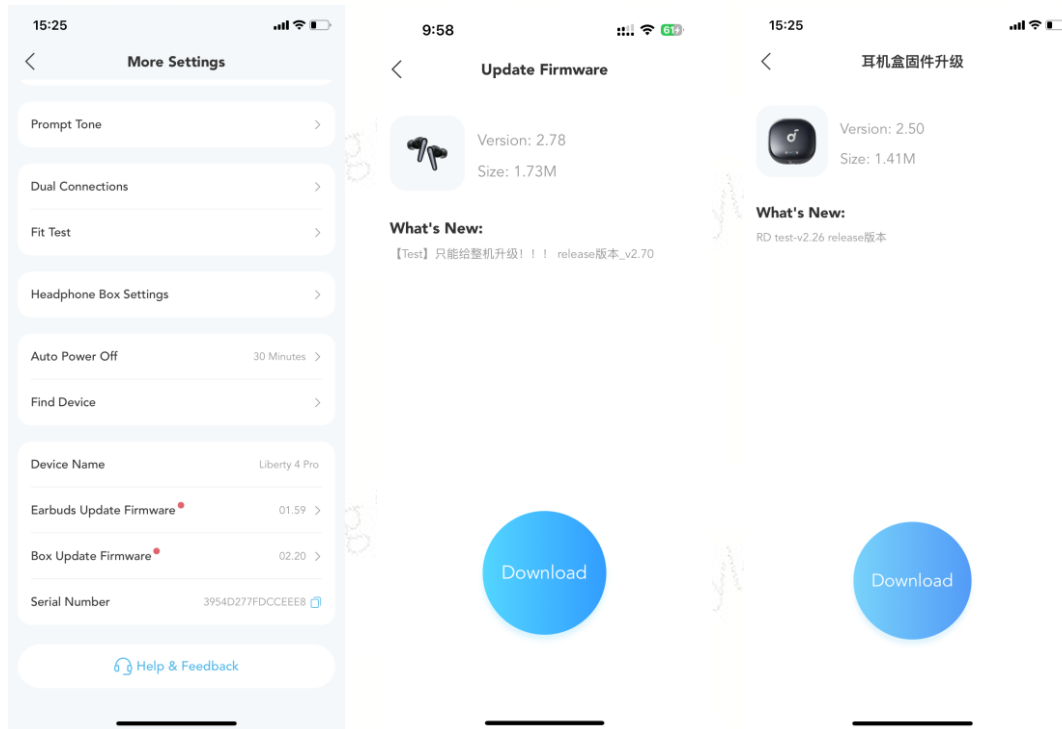 15:25
More Settings
Prompt Tone
Dual Connections
Fit Test
Headphone Box Settings
Auto Power Off 30 Minutes
Find Device
Device Name Liberty 4 Pro
Earbuds Update Firmware 01.59
Box Update Firmware 02.20
Serial Number 3954D277FDCCEEE8
Help & Feedback
9:58
61
Update Firmware
Version: 2.78
Size: 1.73M
What's New:
【Test】只能给整机升级！！！ release版本_v2.70
Download
15:25
耳机盒固件升级
Version: 2.50
Size: 1.41M
What's New:
RD test-v2.26 release版本
Download